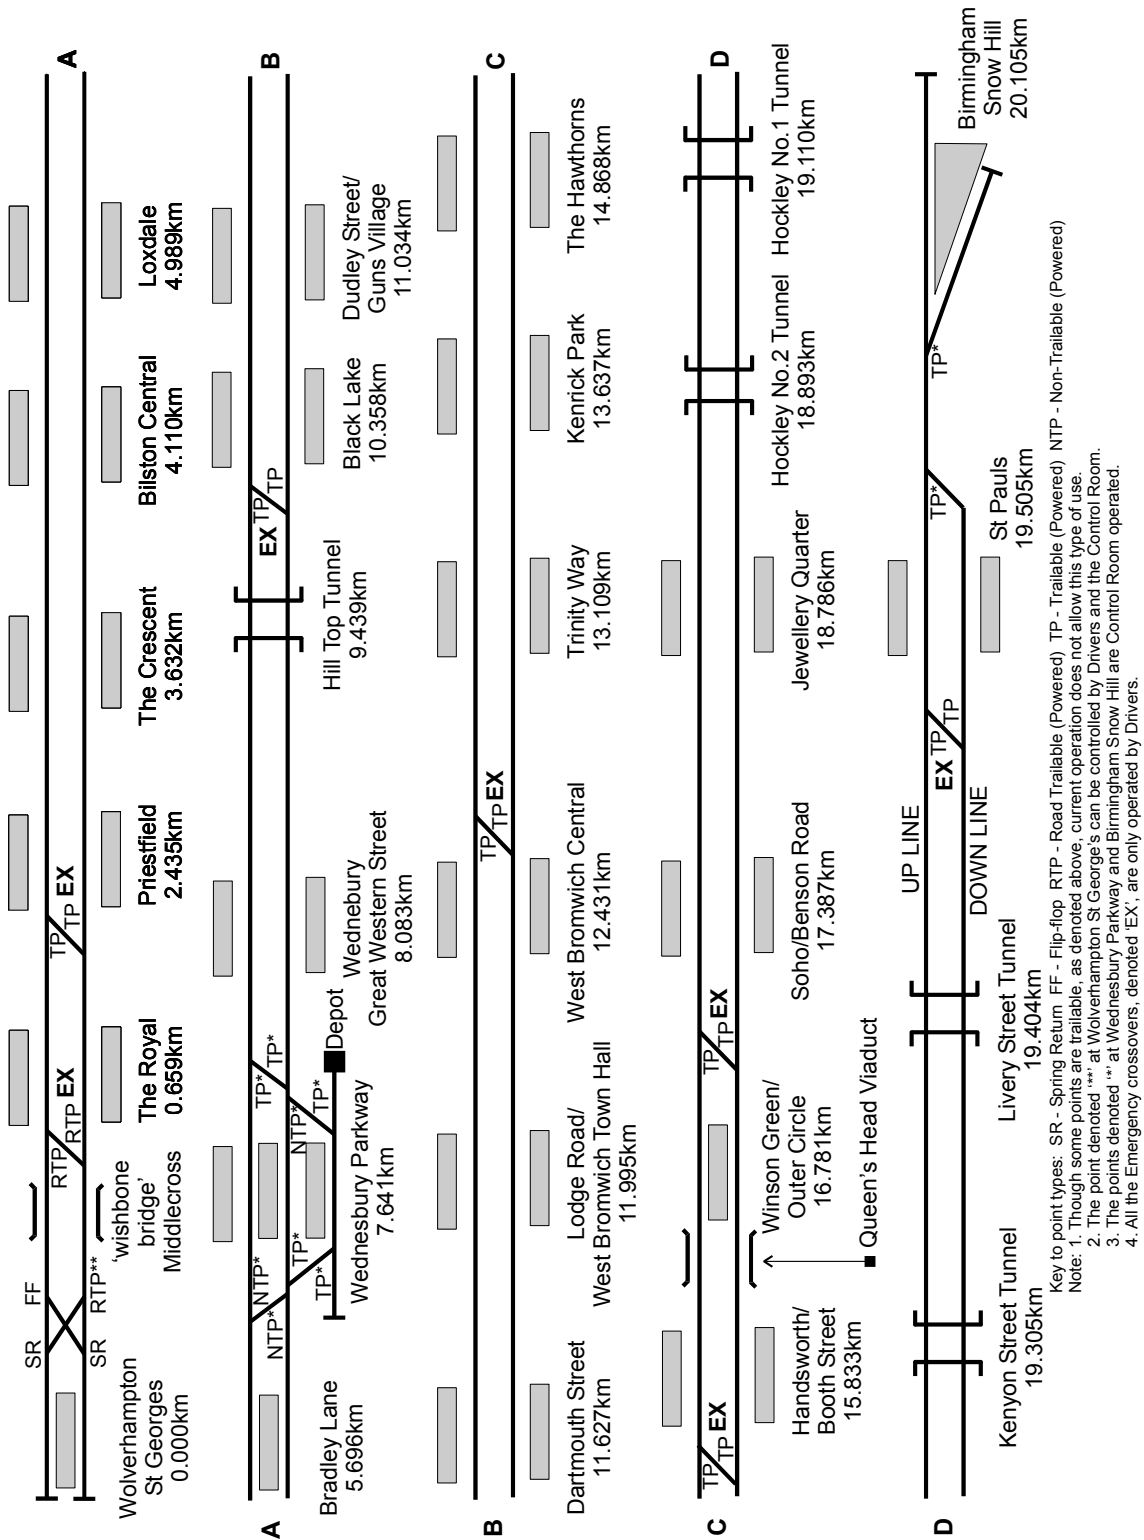 SR
FF
SR
RTP**
RTP
RTP
EX
TP
TP
EX
A
Wolverhampton
St Georges
0.000km
'wishbone
bridge'
Middlecross
The Royal
0.659km
Priestfield
2.435km
The Crescent
3.632km
Bilston Central
4.110km
Loxdale
4.989km
A
NTP*
NTP*
TP*
TP*
NTP*
TP*
TP*
TP*
Depot
EX
TP
TP
B
Bradley Lane
5.696km
Wednesbury Parkway
7.641km
Wednebury
Great Western Street
8.083km
Hill Top Tunnel
9.439km
Black Lake
10.358km
Dudley Street/
Guns Village
11.034km
B
TP
TP
EX
C
Dartmouth Street
11.627km
Lodge Road/
West Bromwich Town Hall
11.995km
West Bromwich Central
12.431km
Trinity Way
13.109km
Kenrick Park
13.637km
The Hawthorns
14.868km
C
TP
TP
EX
TP
TP
EX
D
Handsworth/
Booth Street
15.833km
Winson Green/
Outer Circle
16.781km
Queen's Head Viaduct
Soho/Benson Road
17.387km
Jewellery Quarter
18.786km
Hockley No.2 Tunnel
18.893km
Hockley No.1 Tunnel
19.110km
D
UP LINE
DOWN LINE
EX
TP
TP
TP*
TP*
Kenyon Street Tunnel
19.305km
Livery Street Tunnel
19.404km
St Pauls
19.505km
Birmingham
Snow Hill
20.105km
Key to point types: SR - Spring Return FF - Flip-flop RTP - Road Trailable (Powered) TP - Trailable (Powered) NTP - Non-Trailable (Powered)
Note: 1. Though some points are trailable, as denoted above, current operation does not allow this type of use.
2. The point denoted '**' at Wolverhampton St George's can be controlled by Drivers and the Control Room.
3. The points denoted '*' at Wednesbury Parkway and Birmingham Snow Hill are Control Room operated.
4. All the Emergency crossovers, denoted 'EX', are only operated by Drivers.